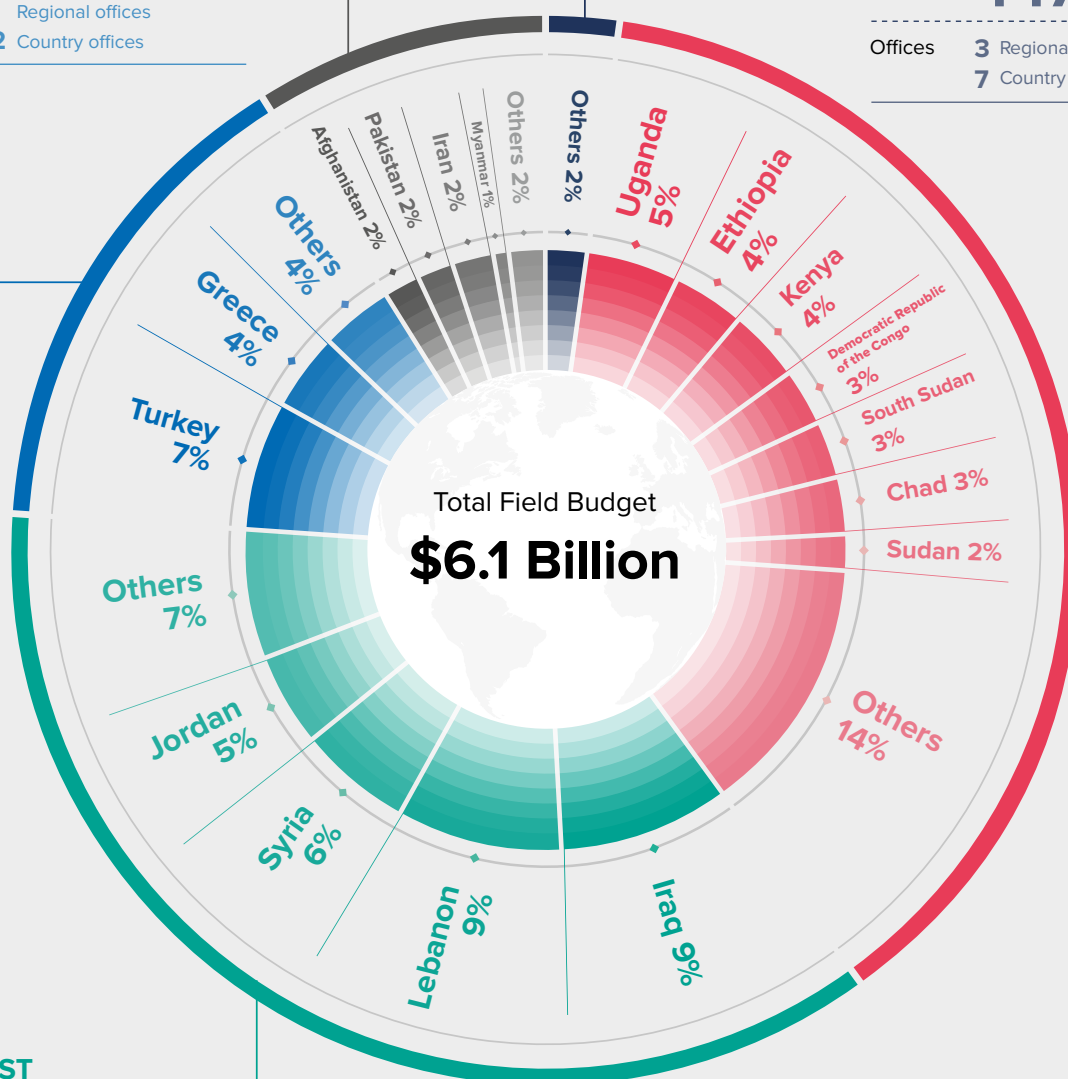 Regional offices
2 Country offices
Offices
3 Regiona
7 Country
Others 2%
Uganda
5%
Ethiopia
4%
Kenya
4%
Democratic Republic
of the Congo
3%
South Sudan
3%
Chad 3%
Sudan 2%
Others
14%
Iraq 9%
Lebanon
9%
Syria
6%
Jordan
5%
Others
7%
Turkey
7%
Greece
4%
Others
4%
Afghanistan 2%
Pakistan 2%
Iran 2%
Myanmar 1%
Others 2%
Total Field Budget
$6.1 Billion
ST